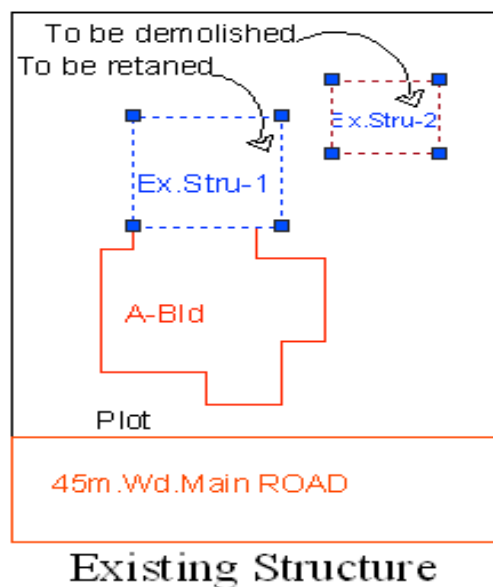 To be demolished
To be retaned
Ex.Stru-2
Ex.Stru-1
A-Bld
Plot
45m.Wd.Main ROAD
Existing Structure